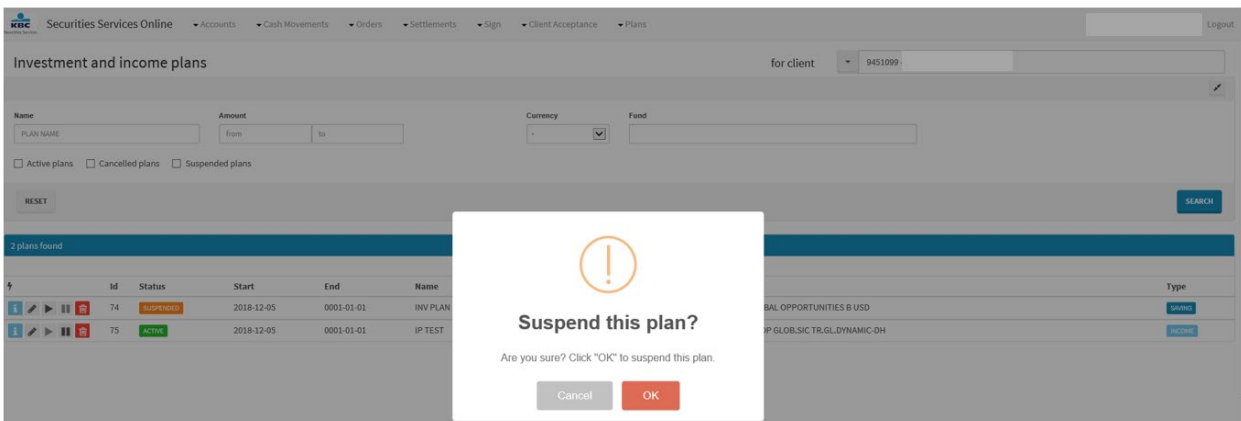 KBC Securities Services Online Accounts Cash Movements Orders Settlements Sign Client Acceptance Plans Logout
Securities Services
Investment and income plans for client 9451099 -
Name Amount Currency Fund
PLAN NAME from to -
Active plans Cancelled plans Suspended plans
RESET SEARCH
2 plans found
Id Status Start End Name Type
74 SUSPENDED 2018-12-05 0001-01-01 INV PLAN BAL OPPORTUNITIES B USD SAVING
75 ACTIVE 2018-12-05 0001-01-01 IP TEST OP GLOB.SIC TR.GL.DYNAMIC-DH INCOME
Suspend this plan?
Are you sure? Click "OK" to suspend this plan.
Cancel OK